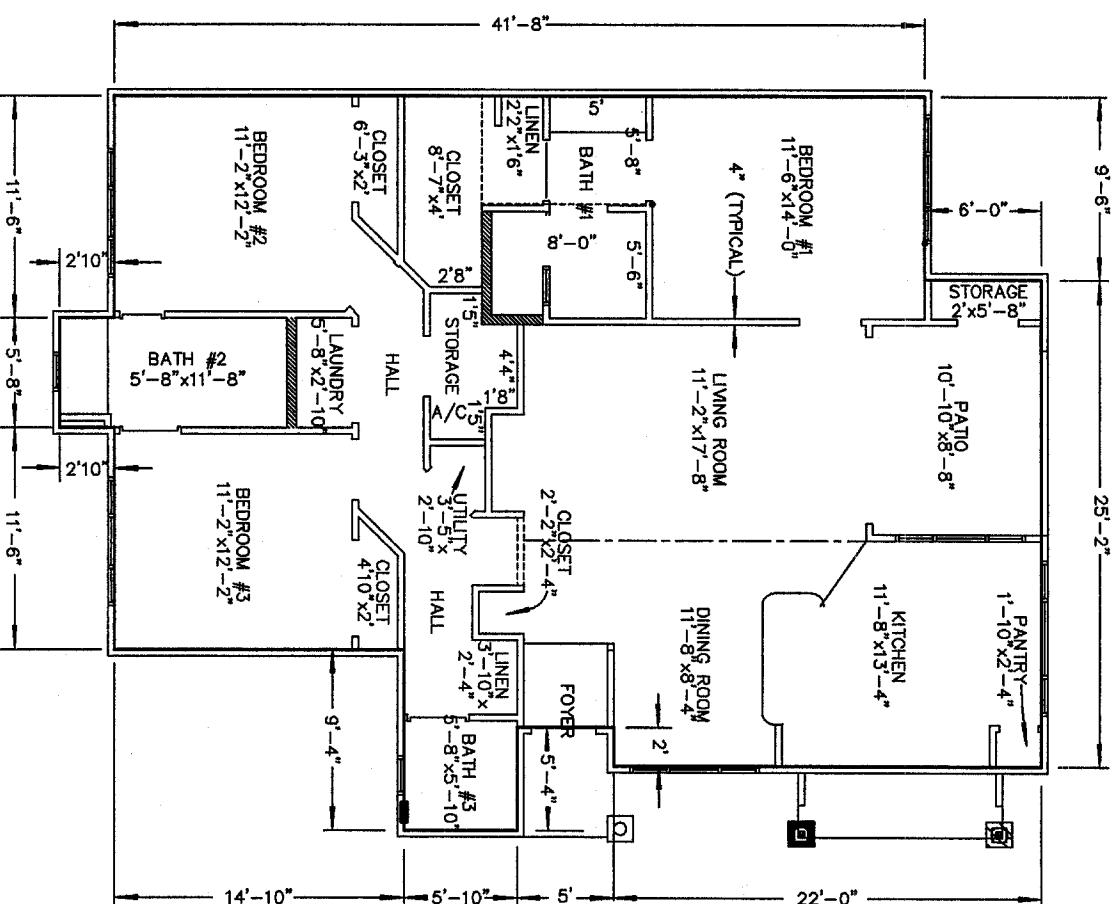 41'-8"
9'-6"
6'-0"
25'-2"
11'-6"
5'-8"
11'-6"
2'10"
2'10"
BEDROOM #2
11'-2"x12'-2"
CLOSET
6'-3"x2'
CLOSET
8'-7"x4'
LINEN
2'2"x1'6"
5'
5'-8"
BATH #1
8'-0"
5'-6"
4" (TYPICAL)
BEDROOM #1
11'-6"x14'-0"
STORAGE
2'x5'-8"
2'8"
1'5"
STORAGE
4'4"
1'8"
A/C
1'5"
HALL
LAUNDRY
5'-8"x2'-10"
BATH #2
5'-8"x11'-8"
LIVING ROOM
11'-2"x17'-8"
PATIO
10'-10"x8'-8"
BEDROOM #3
11'-2"x12'-2"
CLOSET
4'10"x2'
UTILITY
3'-5"x
2'-10"
CLOSET
2'-2"x2'-4"
HALL
LINEN
3'-10"x
2'-4"
FOYER
DINING ROOM
11'-8"x8'-4"
KITCHEN
11'-8"x13'-4"
PANTRY
1'-10"x2'-4"
BATH #3
5'-8"x5'-10"
9'-4"
5'-4"
2'
14'-10"
5'-10"
5'
22'-0"